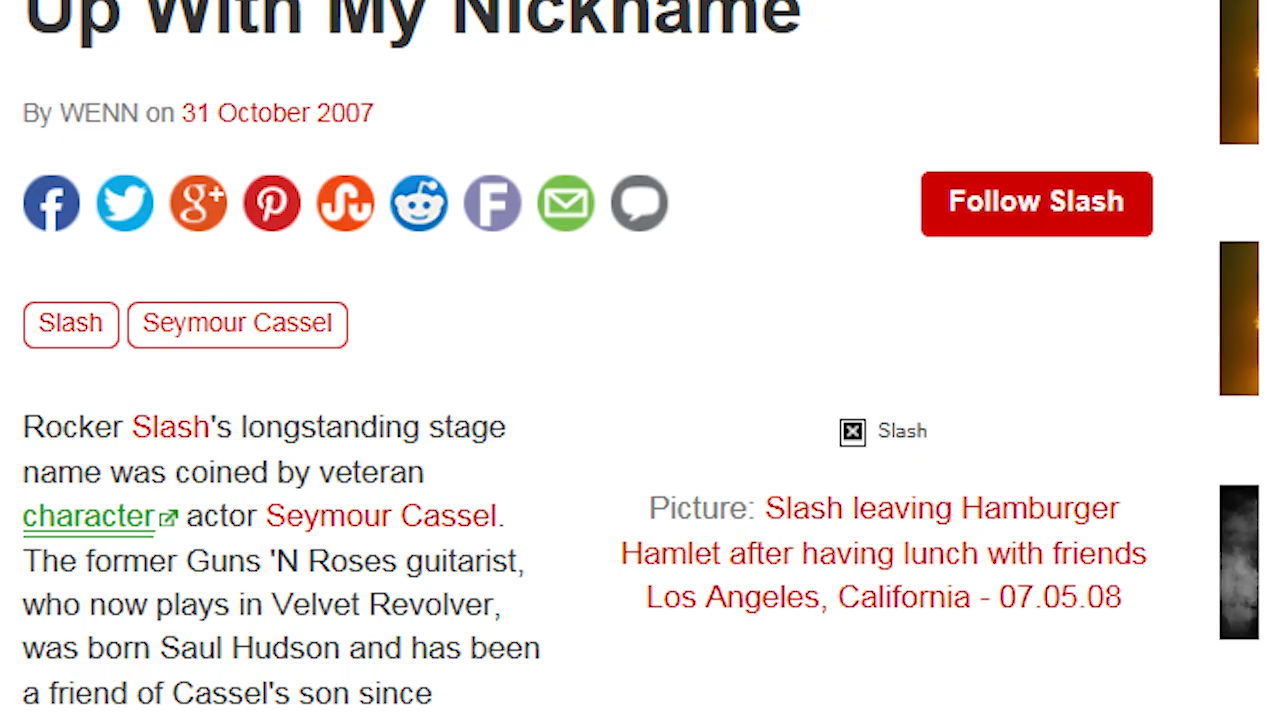 Up With My Nickname
By WENN on 31 October 2007
Follow Slash
Slash
Seymour Cassel
Rocker Slash's longstanding stage
name was coined by veteran
character actor Seymour Cassel.
The former Guns 'N Roses guitarist,
who now plays in Velvet Revolver,
was born Saul Hudson and has been
a friend of Cassel's son since
Slash
Picture: Slash leaving Hamburger
Hamlet after having lunch with friends
Los Angeles, California - 07.05.08